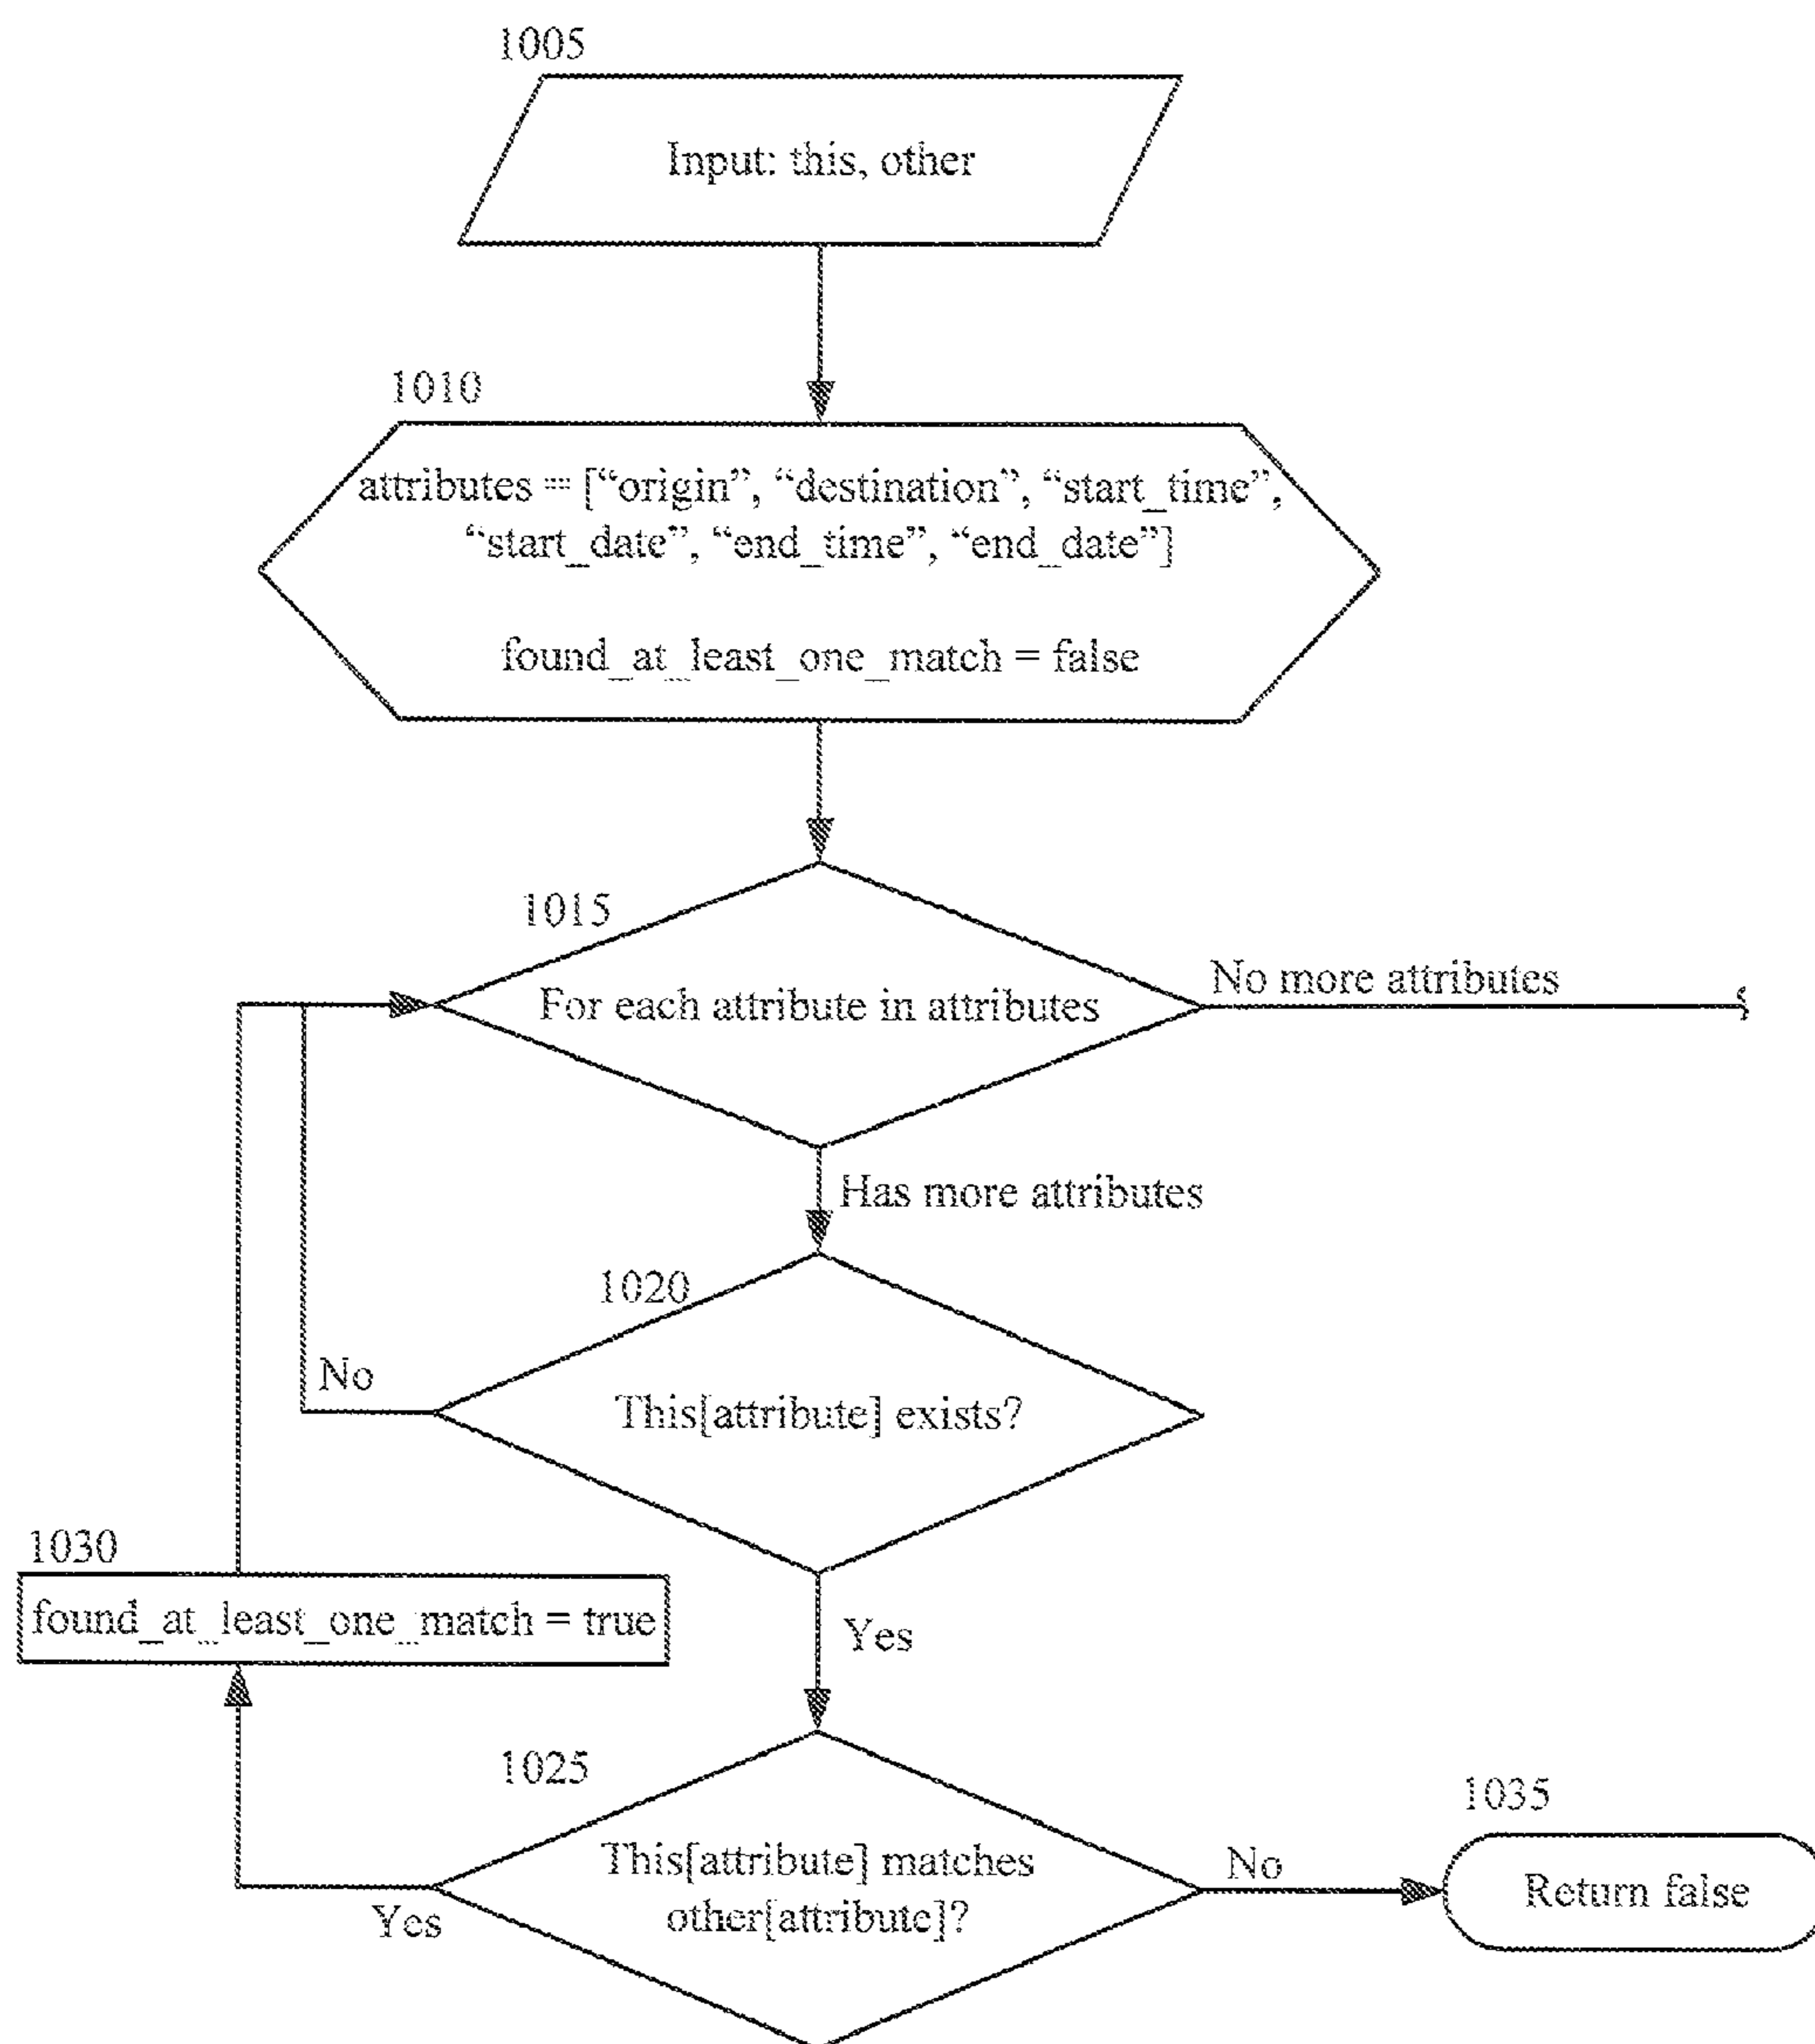 1005
Input: this, other
1010
attributes = [“origin”, “destination”, “start_time”,
“start_date”, “end_time”, “end_date”]
found_at_least_one_match = false
1015
For each attribute in attributes
No more attributes
Has more attributes
1020
This[attribute] exists?
No
Yes
1030
found_at_least_one_match = true
1025
This[attribute] matches
other[attribute]?
Yes
No
1035
Return false